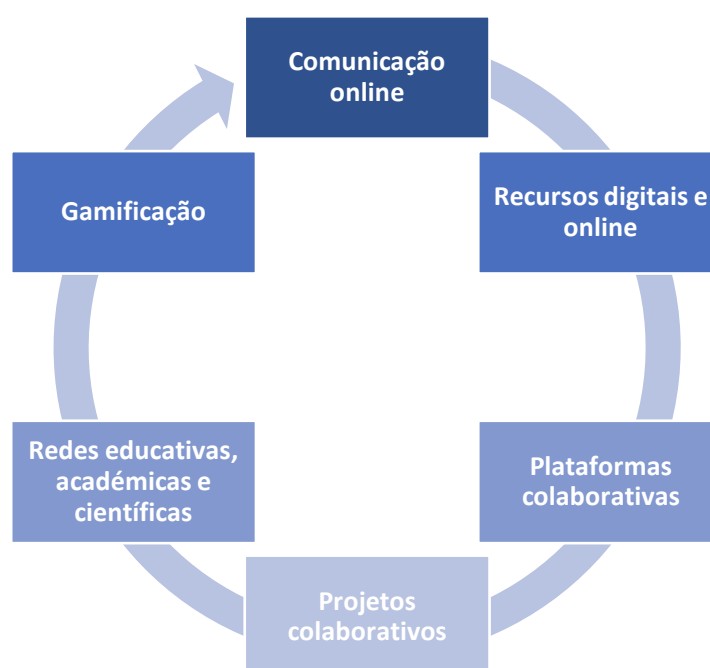 Comunicação
online
Recursos digitais e
online
Plataformas
colaborativas
Projetos
colaborativos
Redes educativas,
académicas e
científicas
Gamificação